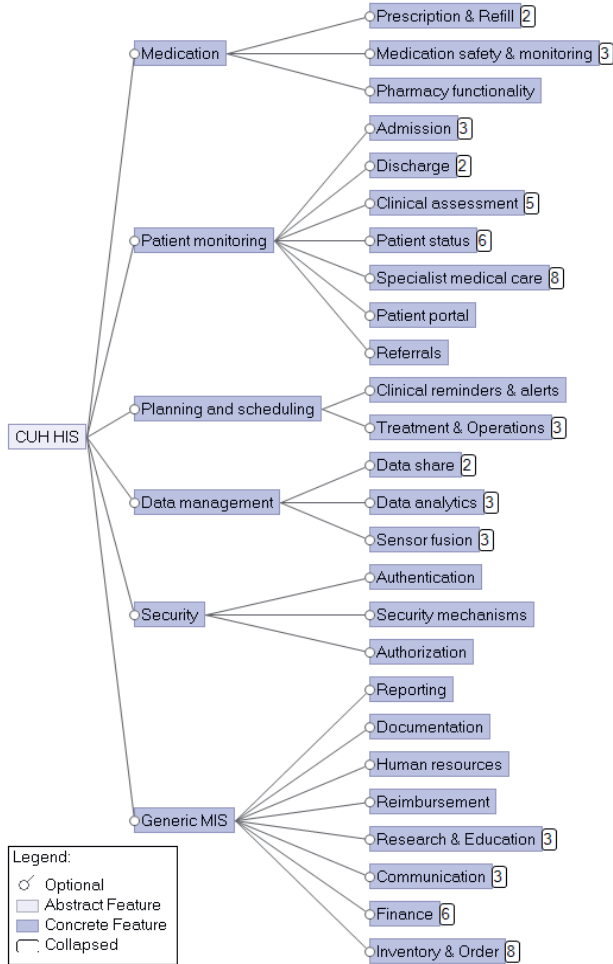 Prescription & Refill 2
Medication
Medication safety & monitoring 3
Pharmacy functionality
Admission 3
Discharge 2
Clinical assessment 5
Patient monitoring
Patient status 6
Specialist medical care 8
Patient portal
Referrals
Clinical reminders & alerts
Planning and scheduling
Treatment & Operations 3
CUH HIS
Data share 2
Data management
Data analytics 3
Sensor fusion 3
Authentication
Security
Security mechanisms
Authorization
Reporting
Documentation
Human resources
Reimbursement
Generic MIS
Research & Education 3
Communication 3
Finance 6
Inventory & Order 8
Legend:
Optional
Abstract Feature
Concrete Feature
Collapsed